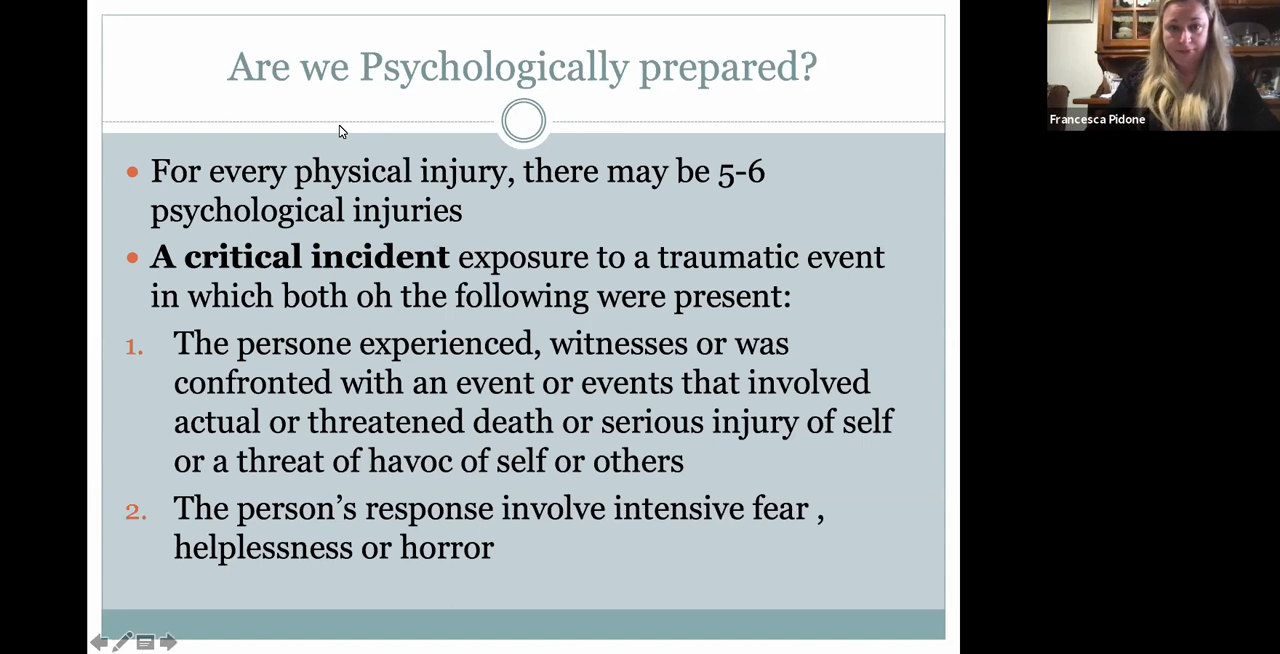 Are we Psychologically prepared?
Francesca Pidone
• For every physical injury, there may be 5-6
psychological injuries
• A critical incident exposure to a traumatic event
in which both oh the following were present:
1. The persone experienced, witnesses or was
confronted with an event or events that involved
actual or threatened death or serious injury of self
or a threat of havoc of self or others
2. The person’s response involve intensive fear ,
helplessness or horror